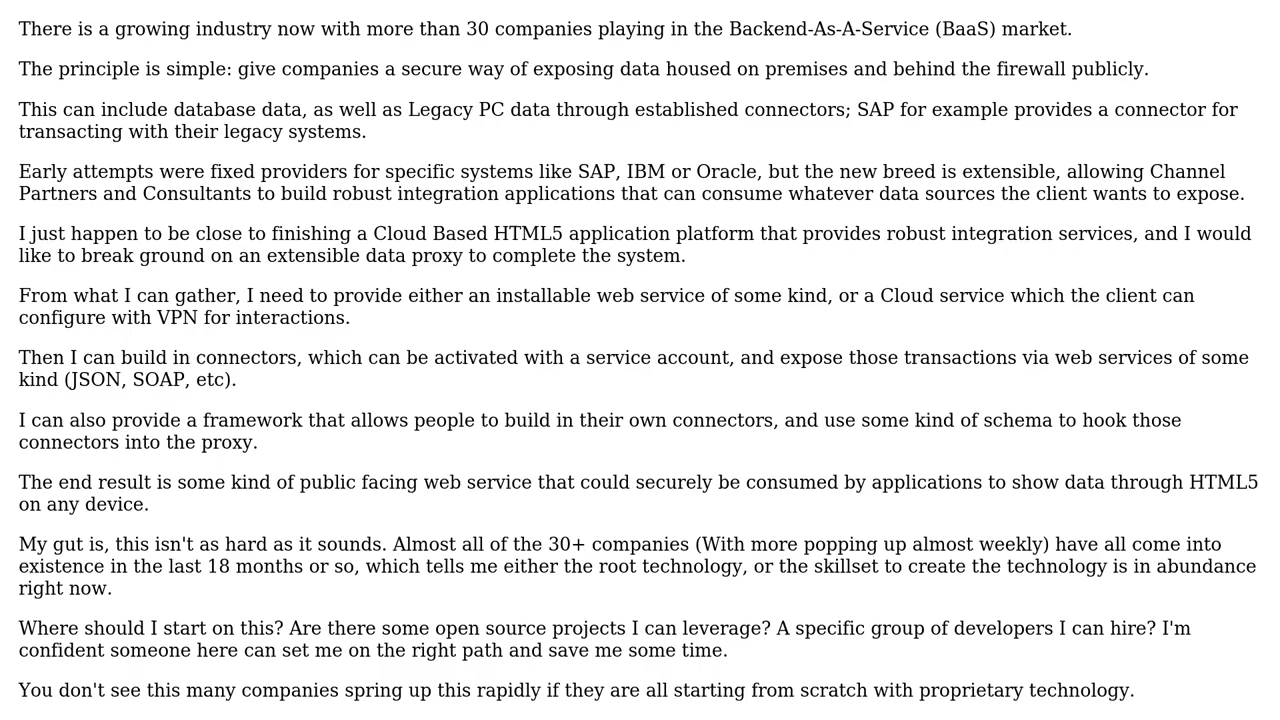 There is a growing industry now with more than 30 companies playing in the Backend-As-A-Service (BaaS) market.
The principle is simple: give companies a secure way of exposing data housed on premises and behind the firewall publicly.
This can include database data, as well as Legacy PC data through established connectors; SAP for example provides a connector for
transacting with their legacy systems.
Early attempts were fixed providers for specific systems like SAP, IBM or Oracle, but the new breed is extensible, allowing Channel
Partners and Consultants to build robust integration applications that can consume whatever data sources the client wants to expose.
I just happen to be close to finishing a Cloud Based HTML5 application platform that provides robust integration services, and I would
like to break ground on an extensible data proxy to complete the system.
From what I can gather, I need to provide either an installable web service of some kind, or a Cloud service which the client can
configure with VPN for interactions.
Then I can build in connectors, which can be activated with a service account, and expose those transactions via web services of some
kind (JSON, SOAP, etc).
I can also provide a framework that allows people to build in their own connectors, and use some kind of schema to hook those
connectors into the proxy.
The end result is some kind of public facing web service that could securely be consumed by applications to show data through HTML5
on any device.
My gut is, this isn't as hard as it sounds. Almost all of the 30+ companies (With more popping up almost weekly) have all come into
existence in the last 18 months or so, which tells me either the root technology, or the skillset to create the technology is in abundance
right now.
Where should I start on this? Are there some open source projects I can leverage? A specific group of developers I can hire? I'm
confident someone here can set me on the right path and save me some time.
You don't see this many companies spring up this rapidly if they are all starting from scratch with proprietary technology.